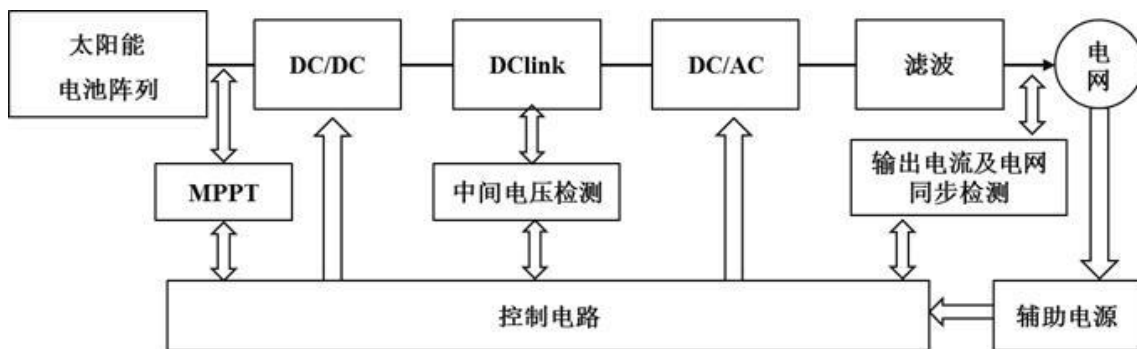 太阳能
电池阵列
DC/DC
DClink
DC/AC
滤波
电
网
MPPT
中间电压检测
输出电流及电网
同步检测
控制电路
辅助电源